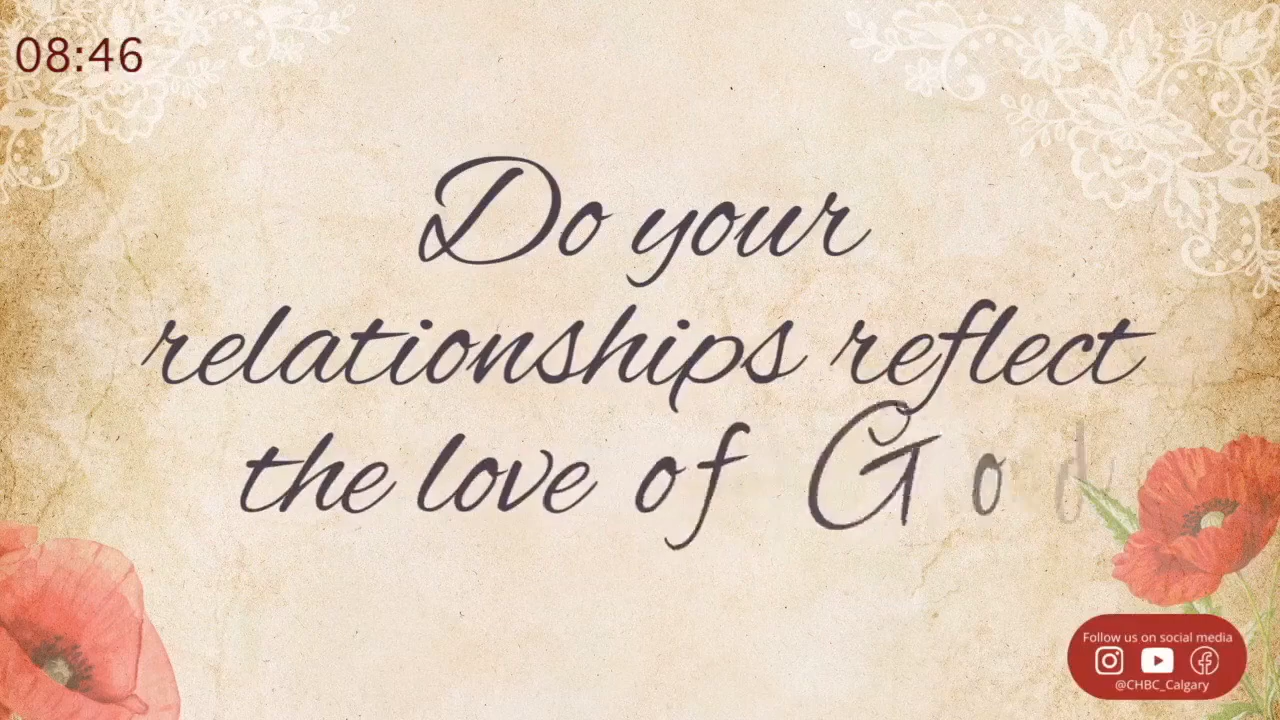 08:46
Do your
relationships reflect
the love of God
Follow us on social media
@CHBC_Calgary